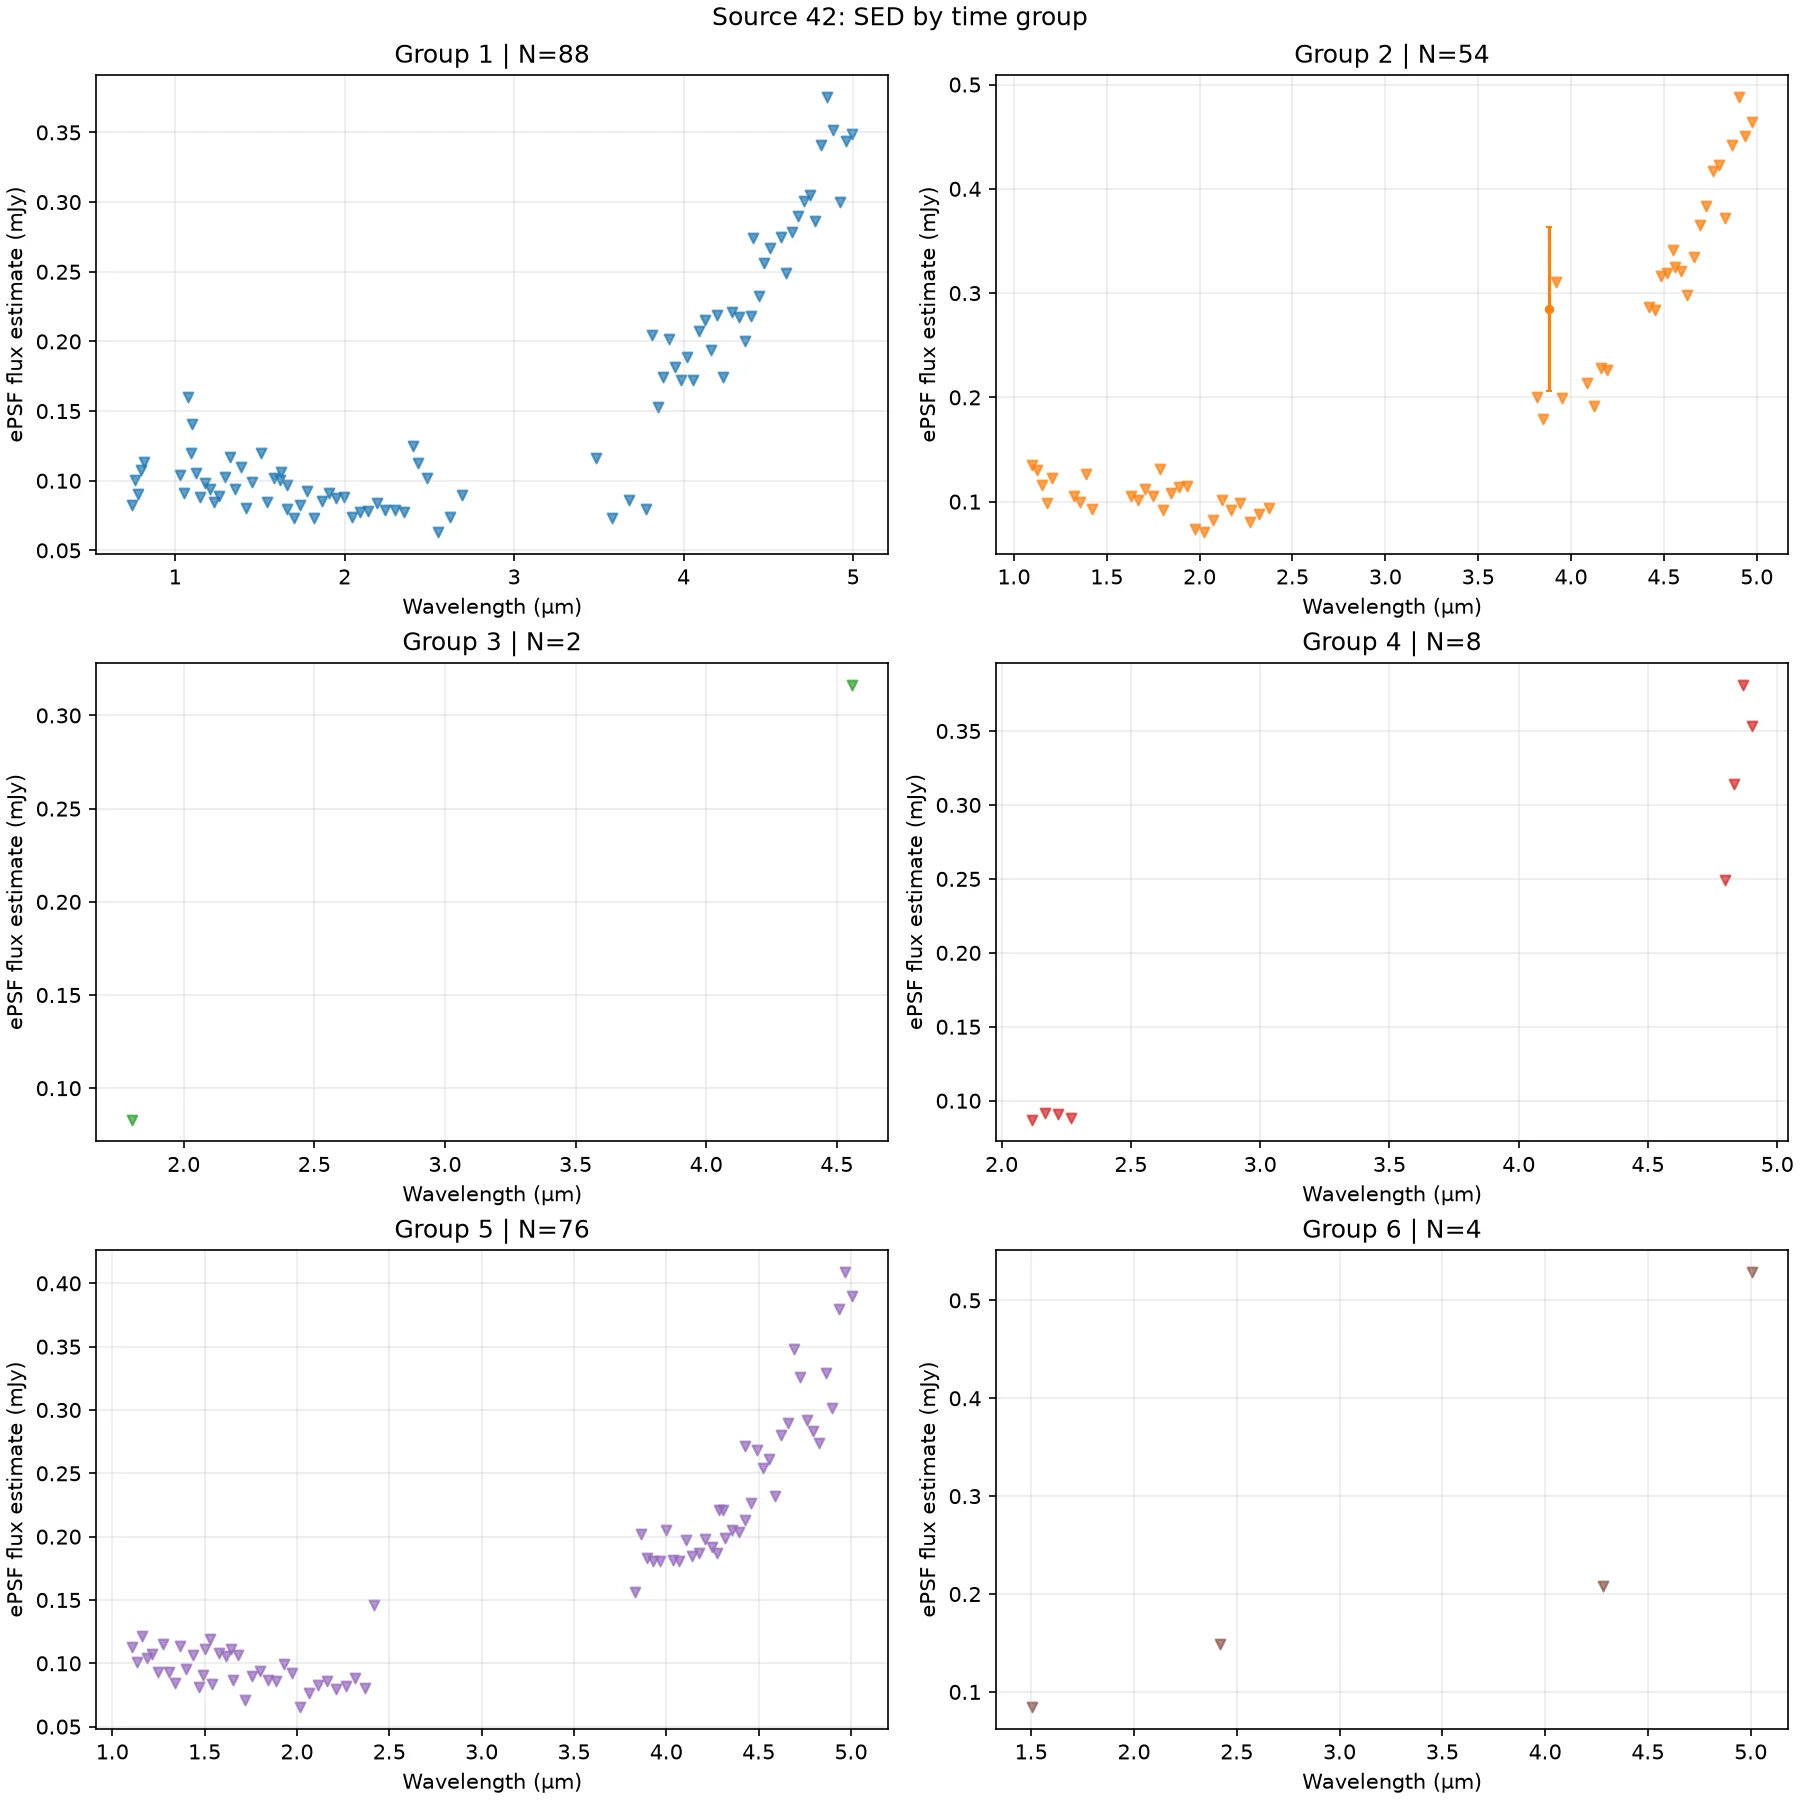 Source 42: SED by time group
Group 1 | N=88
ePSF flux estimate (mJy)
0.35
0.30
0.25
0.20
0.15
0.10
0.05
1 2 3 4 5
Wavelength (μm)
Group 2 | N=54
ePSF flux estimate (mJy)
0.5
0.4
0.3
0.2
0.1
1.0 1.5 2.0 2.5 3.0 3.5 4.0 4.5 5.0
Wavelength (μm)
Group 3 | N=2
ePSF flux estimate (mJy)
0.30
0.25
0.20
0.15
0.10
2.0 2.5 3.0 3.5 4.0 4.5
Wavelength (μm)
Group 4 | N=8
ePSF flux estimate (mJy)
0.35
0.30
0.25
0.20
0.15
0.10
2.0 2.5 3.0 3.5 4.0 4.5 5.0
Wavelength (μm)
Group 5 | N=76
ePSF flux estimate (mJy)
0.40
0.35
0.30
0.25
0.20
0.15
0.10
0.05
1.0 1.5 2.0 2.5 3.0 3.5 4.0 4.5 5.0
Wavelength (μm)
Group 6 | N=4
ePSF flux estimate (mJy)
0.5
0.4
0.3
0.2
0.1
1.5 2.0 2.5 3.0 3.5 4.0 4.5 5.0
Wavelength (μm)